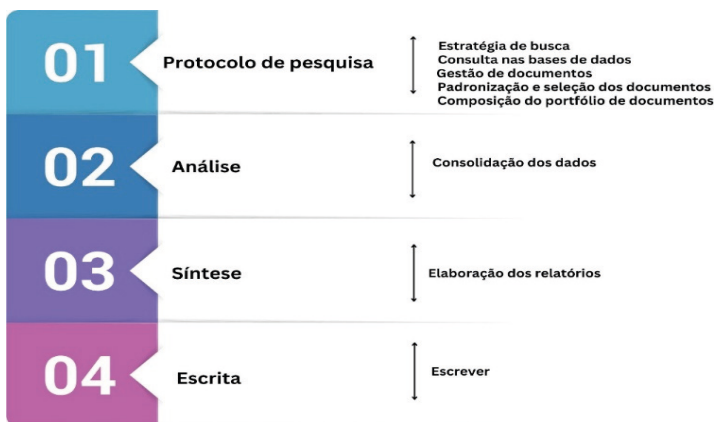 01
Protocolo de pesquisa
Estratégia de busca
Consulta nas bases de dados
Gestão de documentos
Padronização e seleção dos documentos
Composição do portfólio de documentos
02
Análise
Consolidação dos dados
03
Síntese
Elaboração dos relatórios
04
Escrita
Escrever